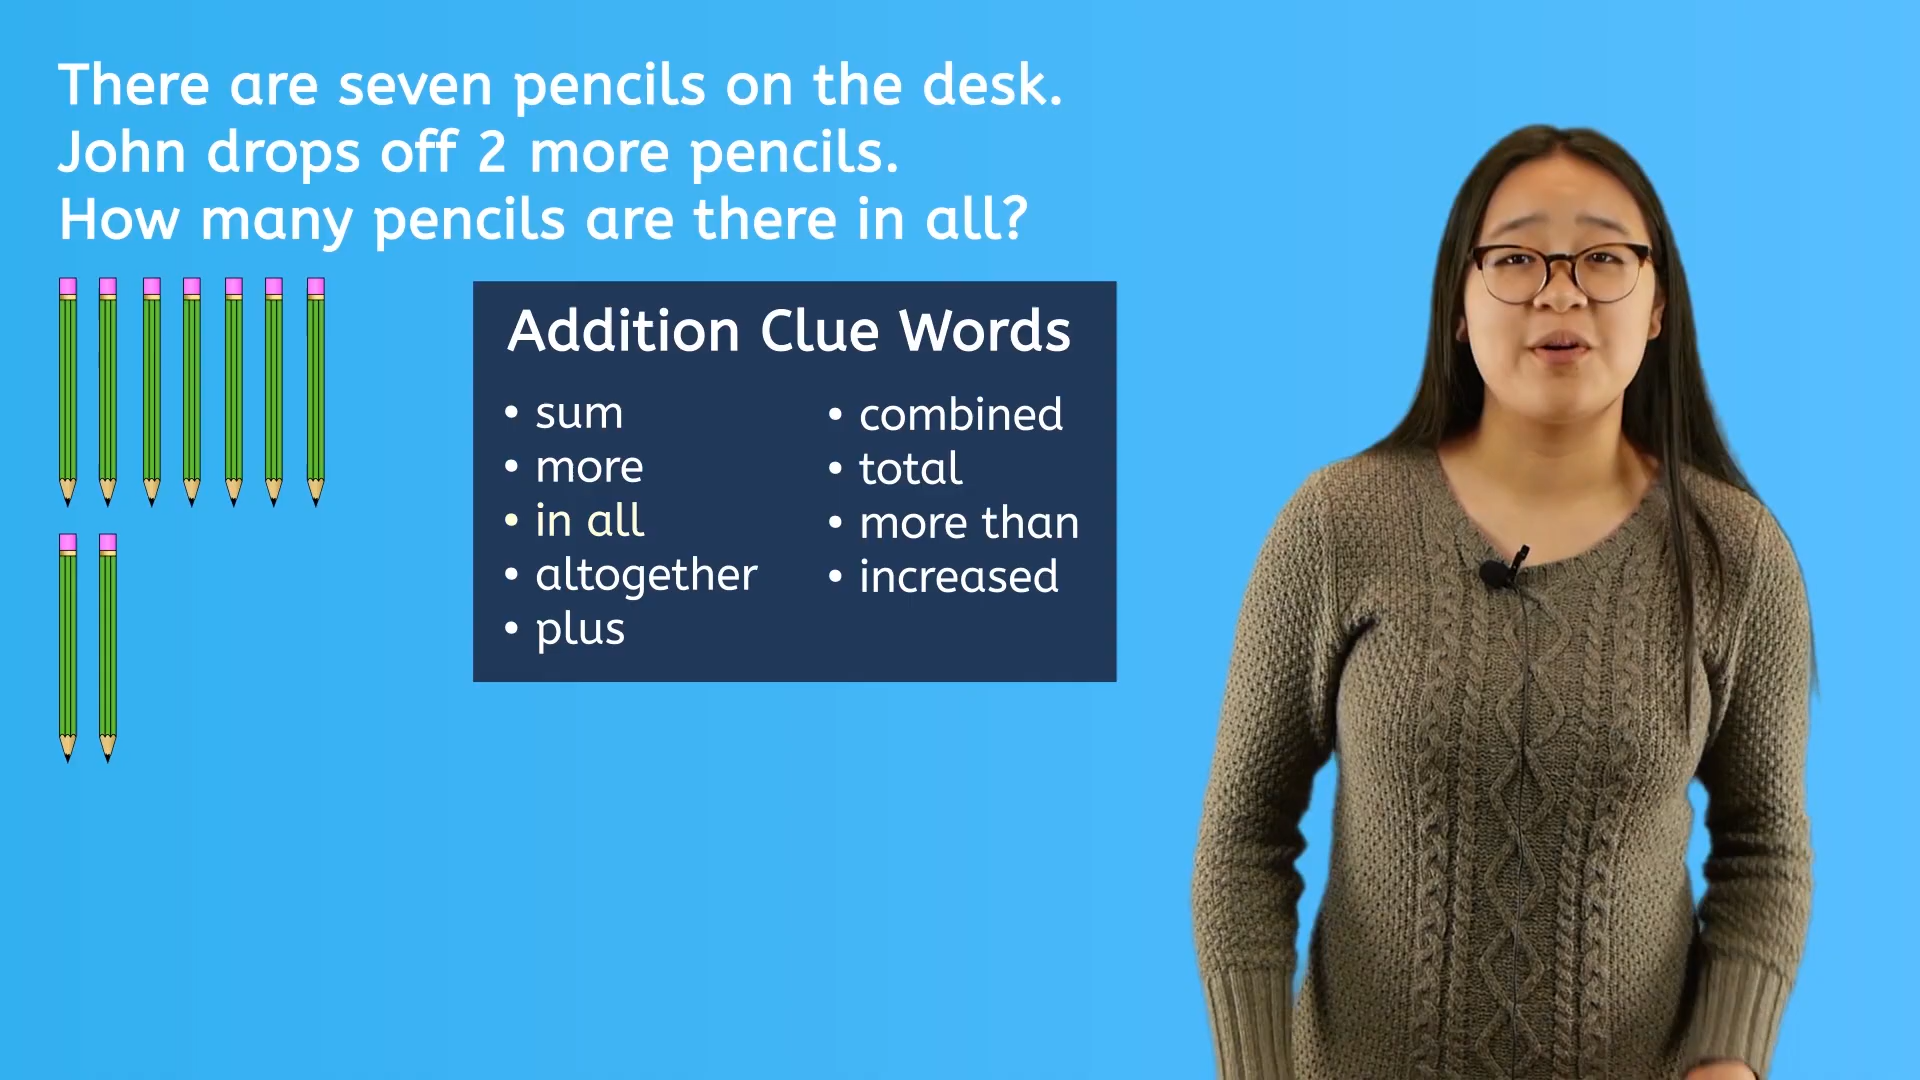 There are seven pencils on the desk.
John drops off 2 more pencils.
How many pencils are there in all?
Addition Clue Words
• sum
• more
• in all
• altogether
• plus
• combined
• total
• more than
• increased